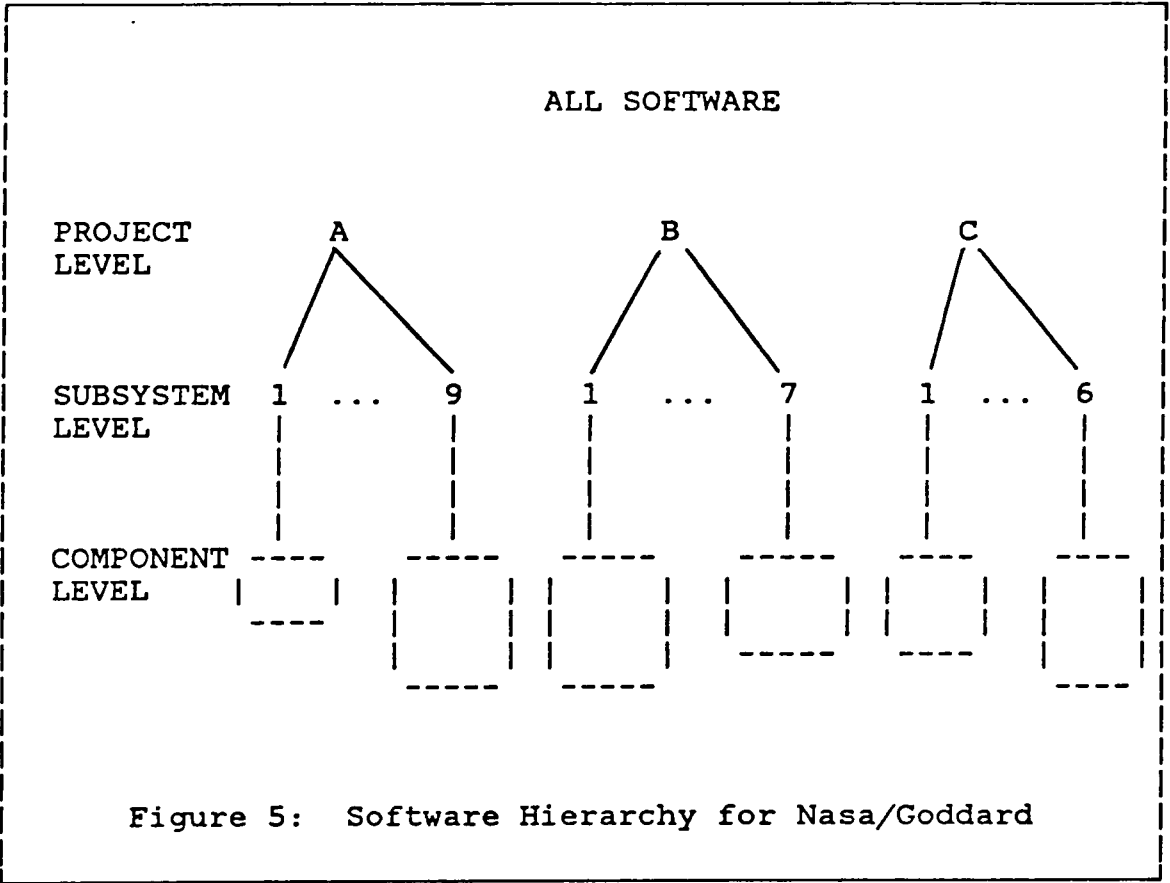 ALL SOFTWARE
PROJECT A B C
LEVEL
SUBSYSTEM 1 ... 9 1 ... 7 1 ... 6
LEVEL
COMPONENT
LEVEL
Figure 5: Software Hierarchy for Nasa/Goddard